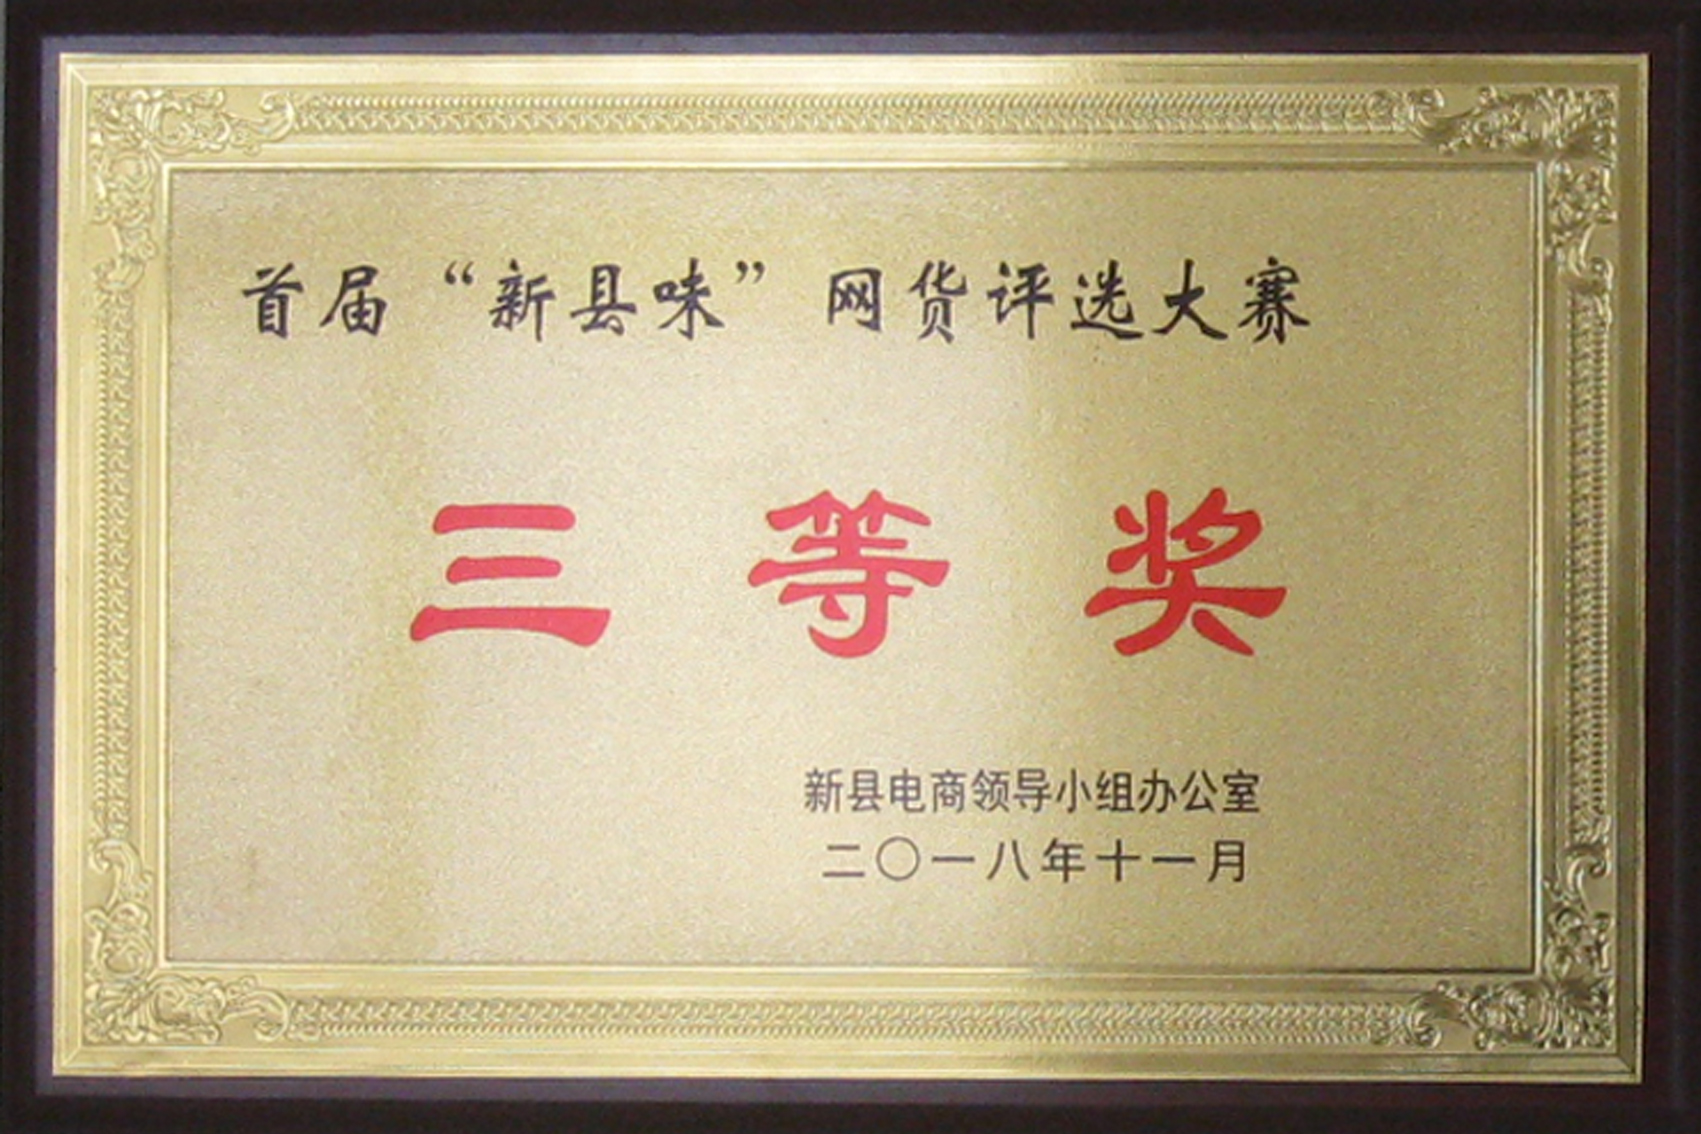 首届“新县味”网货评选大赛
三等奖
新县电商领导小组办公室
二〇一八年十一月